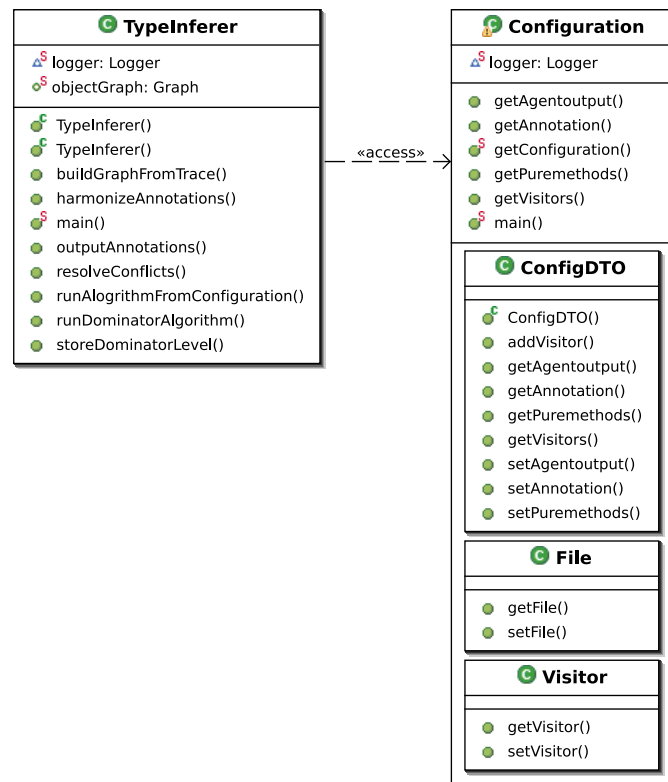 TypeInferer
logger: Logger
objectGraph: Graph
TypeInferer()
TypeInferer()
buildGraphFromTrace()
harmonizeAnnotations()
main()
outputAnnotations()
resolveConflicts()
runAlogrithmFromConfiguration()
runDominatorAlgorithm()
storeDominatorLevel()
«access»
Configuration
logger: Logger
getAgentoutput()
getAnnotation()
getConfiguration()
getPuremethods()
getVisitors()
main()
ConfigDTO
ConfigDTO()
addVisitor()
getAgentoutput()
getAnnotation()
getPuremethods()
getVisitors()
setAgentoutput()
setAnnotation()
setPuremethods()
File
getFile()
setFile()
Visitor
getVisitor()
setVisitor()